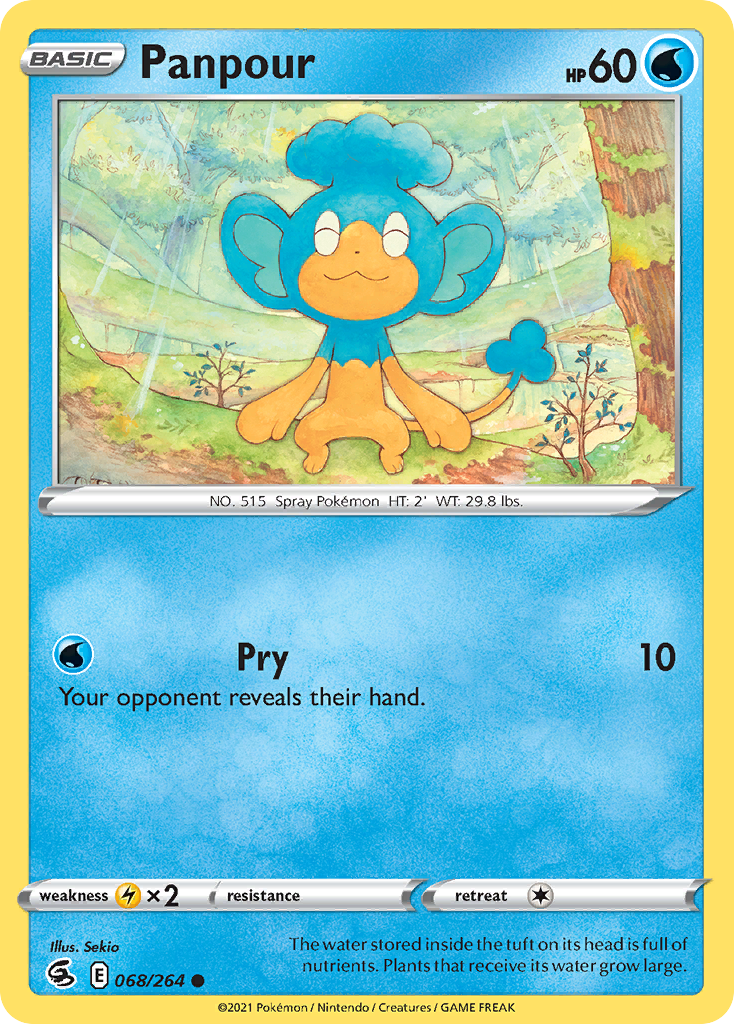 BASIC
Panpour
HP60
NO. 515 Spray Pokémon HT: 2' WT: 29.8 lbs.
Pry 10
Your opponent reveals their hand.
weakness ×2 resistance retreat
Illus. Sekio
The water stored inside the tuft on its head is full of
nutrients. Plants that receive its water grow large.
E 068/264
©2021 Pokémon / Nintendo / Creatures / GAME FREAK